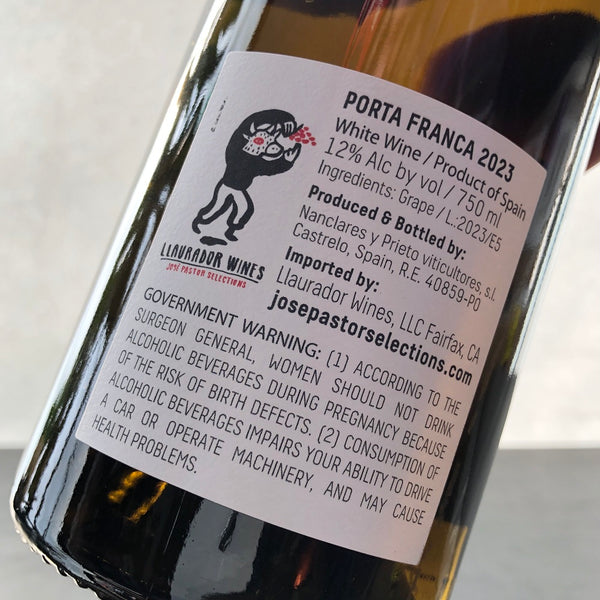 PORTA FRANCA 2023
White Wine / Product of Spain
12% Alc by vol / 750 ml
Ingredients: Grape / L:2023/E5
Produced & Bottled by:
Nanclares y Prieto viticultores, s.l.
Castrelo, Spain, R.E. 40859-PO
Imported by:
Llaurador Wines, LLC Fairfax, CA
josepastorselections.com
LLAURADOR WINES
JOSÉ PASTOR SELECTIONS
GOVERNMENT WARNING: (1) ACCORDING TO THE
SURGEON GENERAL, WOMEN SHOULD NOT DRINK
ALCOHOLIC BEVERAGES DURING PREGNANCY BECAUSE
OF THE RISK OF BIRTH DEFECTS. (2) CONSUMPTION OF
ALCOHOLIC BEVERAGES IMPAIRS YOUR ABILITY TO DRIVE
A CAR OR OPERATE MACHINERY, AND MAY CAUSE
HEALTH PROBLEMS.